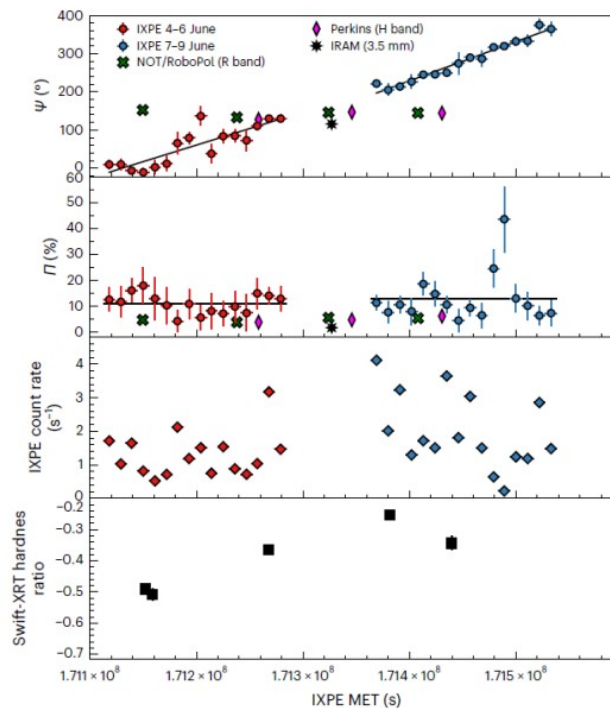 400
300
200
100
0
Ψ (°)
IXPE 4–6 June
IXPE 7–9 June
NOT/RoboPol (R band)
Perkins (H band)
IRAM (3.5 mm)
60
50
40
30
20
10
0
Π (%)
4
3
2
1
0
IXPE count rate
(s⁻¹)
−0.2
−0.3
−0.4
−0.5
−0.6
−0.7
Swift-XRT hardnes
ratio
1.711 × 10⁸
1.712 × 10⁸
1.713 × 10⁸
1.714 × 10⁸
1.715 × 10⁸
IXPE MET (s)